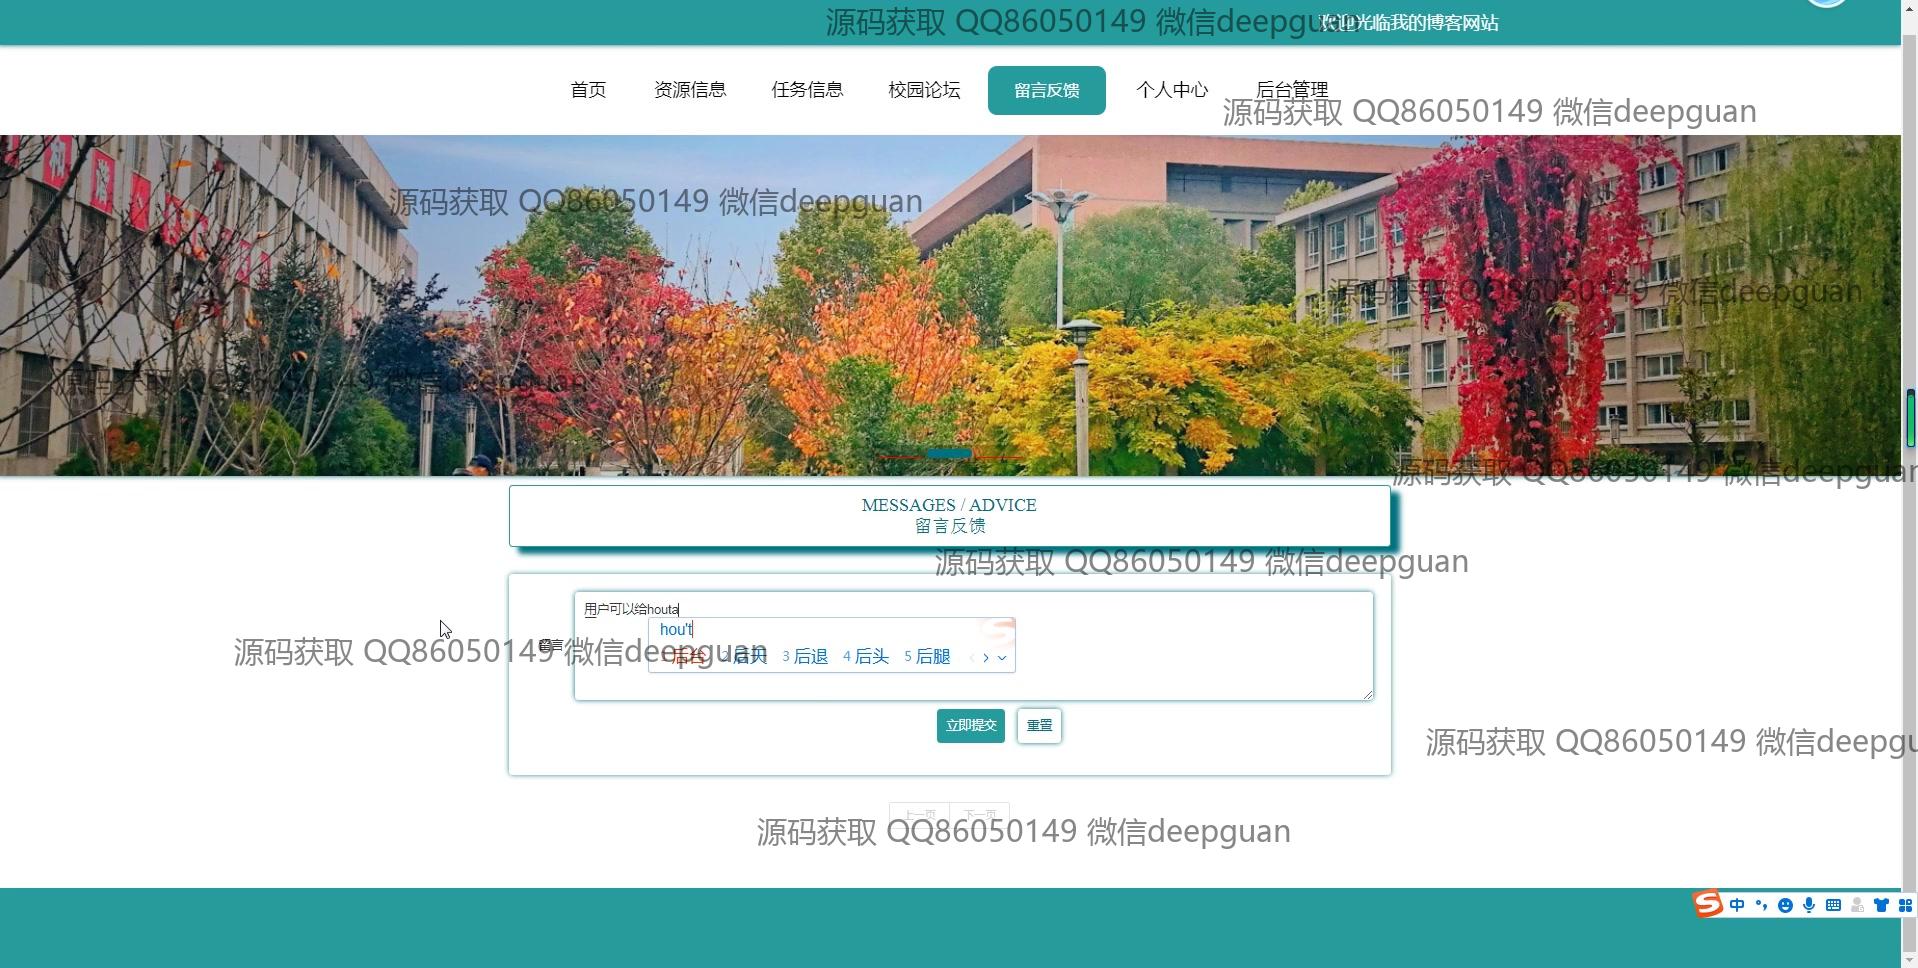 源码获取 QQ86050149 微信deepguan
欢迎光临我的博客网站
首页 资源信息 任务信息 校园论坛 留言反馈 个人中心 后台管理
源码获取 QQ86050149 微信deepguan
源码获取 QQ86050149 微信deepguan
源码获取 QQ86050149 微信deepguan
源码获取 QQ86050149 微信deepguan
源码获取 QQ86050149 微信deepguan
MESSAGES / ADVICE
留言反馈
源码获取 QQ86050149 微信deepguan
用户可以给houta
hou't
留言
1 后台 2 后天 3 后退 4 后头 5 后腿
源码获取 QQ86050149 微信deepguan
立即提交 重置
源码获取 QQ86050149 微信deepgu
上一页 下一页
源码获取 QQ86050149 微信deepguan
中